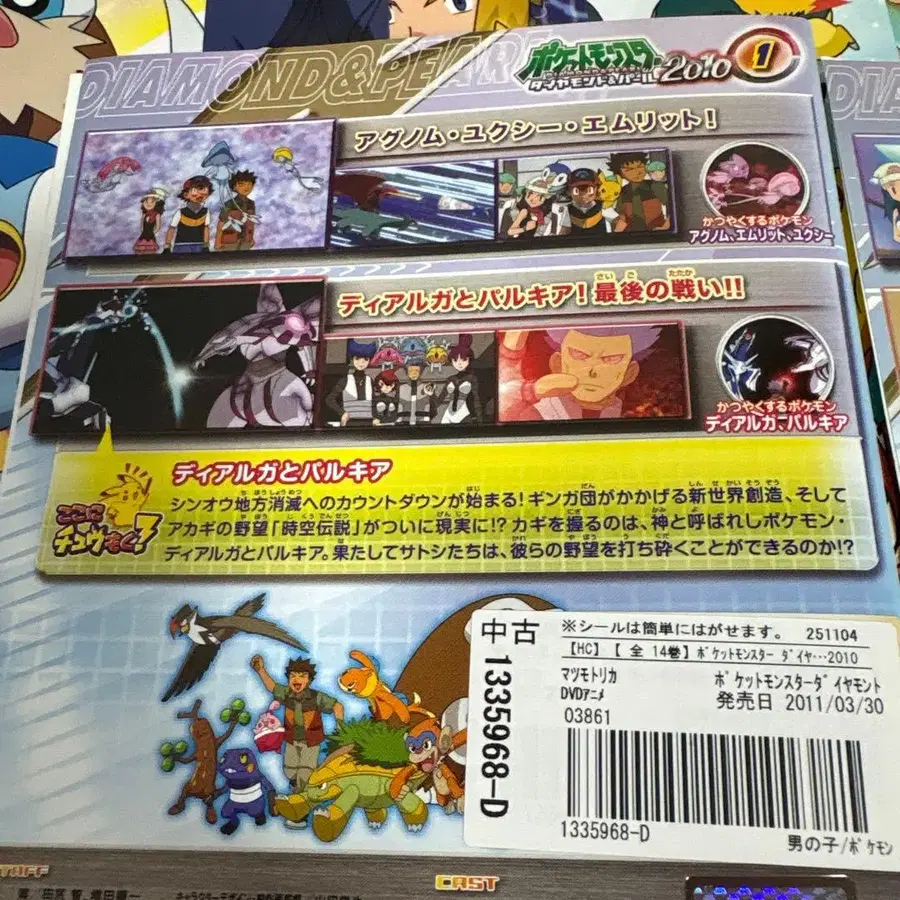 DIAMOND&PEARL
ポケットモンスター
ダイヤモンド&パール
2010
1
DIA
アグノム・ユクシー・エムリット!
かつやくするポケモン
アグノム、エムリット、ユクシー
ディアルガとパルキア!最後の戦い!!
さいご
たたか
かつやくするポケモン
ディアルガ、パルキア
ここに
チュウもく!
ディアルガとパルキア
シンオウ地方消滅へのカウントダウンが始まる!ギンガ団がかかげる新世界創造、そして
アカギの野望「時空伝説」がついに現実に!?カギを握るのは、神と呼ばれしポケモン・
ディアルガとパルキア。果たしてサトシたちは、彼らの野望を打ち砕くことができるのか!?
中古 1335968-D
※シールは簡単にはがせます。 251104
【HC】【 全 14巻】ポケットモンスター ダイヤ…2010
マツモトリカ ポケットモンスターダイヤモント
DVDアニメ 発売日 2011/03/30
03861
1335968-D
男の子/ポケモン
STAFF
CAST